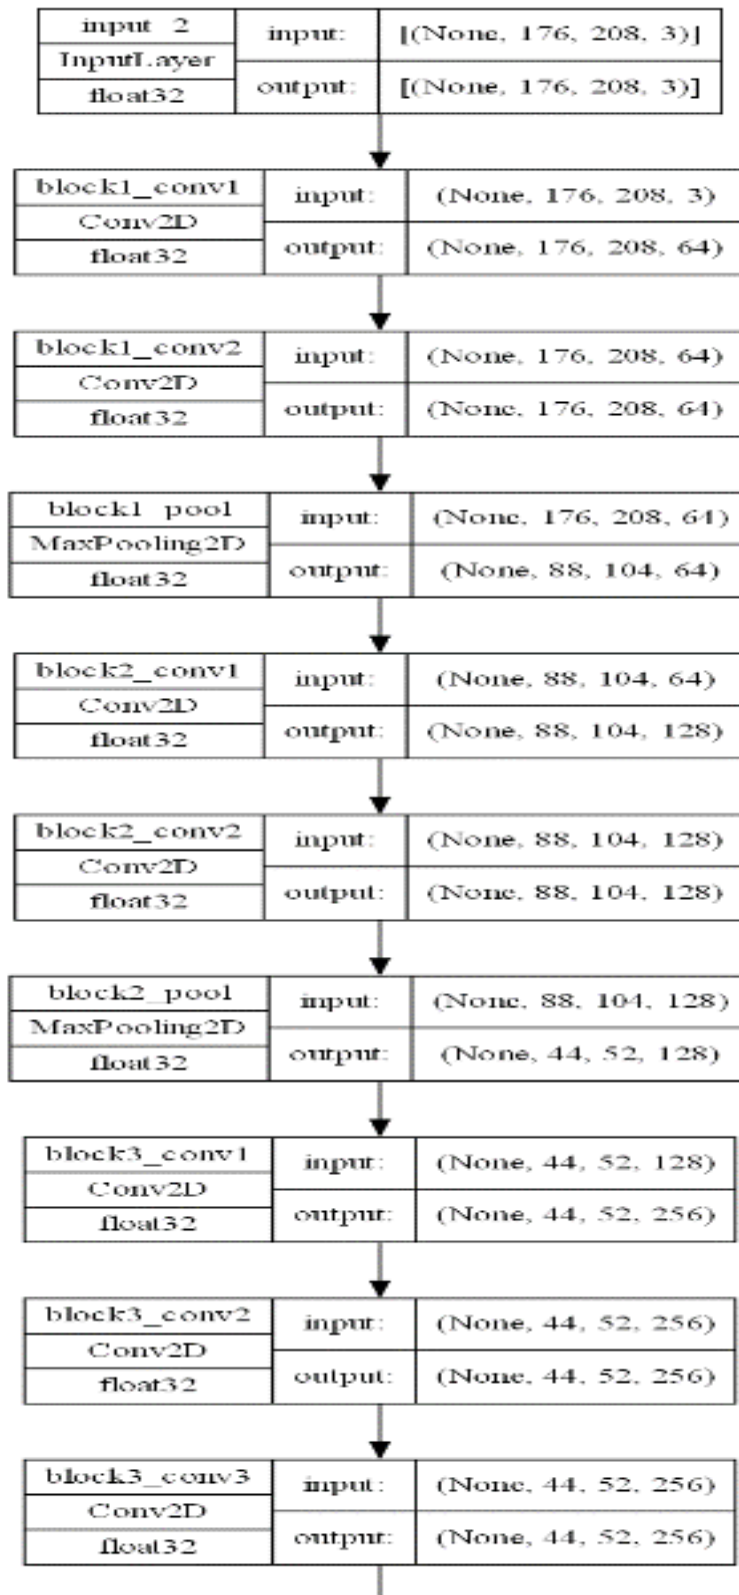 input_2
InputLayer
float32
input:
[(None, 176, 208, 3)]
output:
[(None, 176, 208, 3)]
block1_conv1
Conv2D
float32
input:
(None, 176, 208, 3)
output:
(None, 176, 208, 64)
block1_conv2
Conv2D
float32
input:
(None, 176, 208, 64)
output:
(None, 176, 208, 64)
block1_pool
MaxPooling2D
float32
input:
(None, 176, 208, 64)
output:
(None, 88, 104, 64)
block2_conv1
Conv2D
float32
input:
(None, 88, 104, 64)
output:
(None, 88, 104, 128)
block2_conv2
Conv2D
float32
input:
(None, 88, 104, 128)
output:
(None, 88, 104, 128)
block2_pool
MaxPooling2D
float32
input:
(None, 88, 104, 128)
output:
(None, 44, 52, 128)
block3_conv1
Conv2D
float32
input:
(None, 44, 52, 128)
output:
(None, 44, 52, 256)
block3_conv2
Conv2D
float32
input:
(None, 44, 52, 256)
output:
(None, 44, 52, 256)
block3_conv3
Conv2D
float32
input:
(None, 44, 52, 256)
output:
(None, 44, 52, 256)